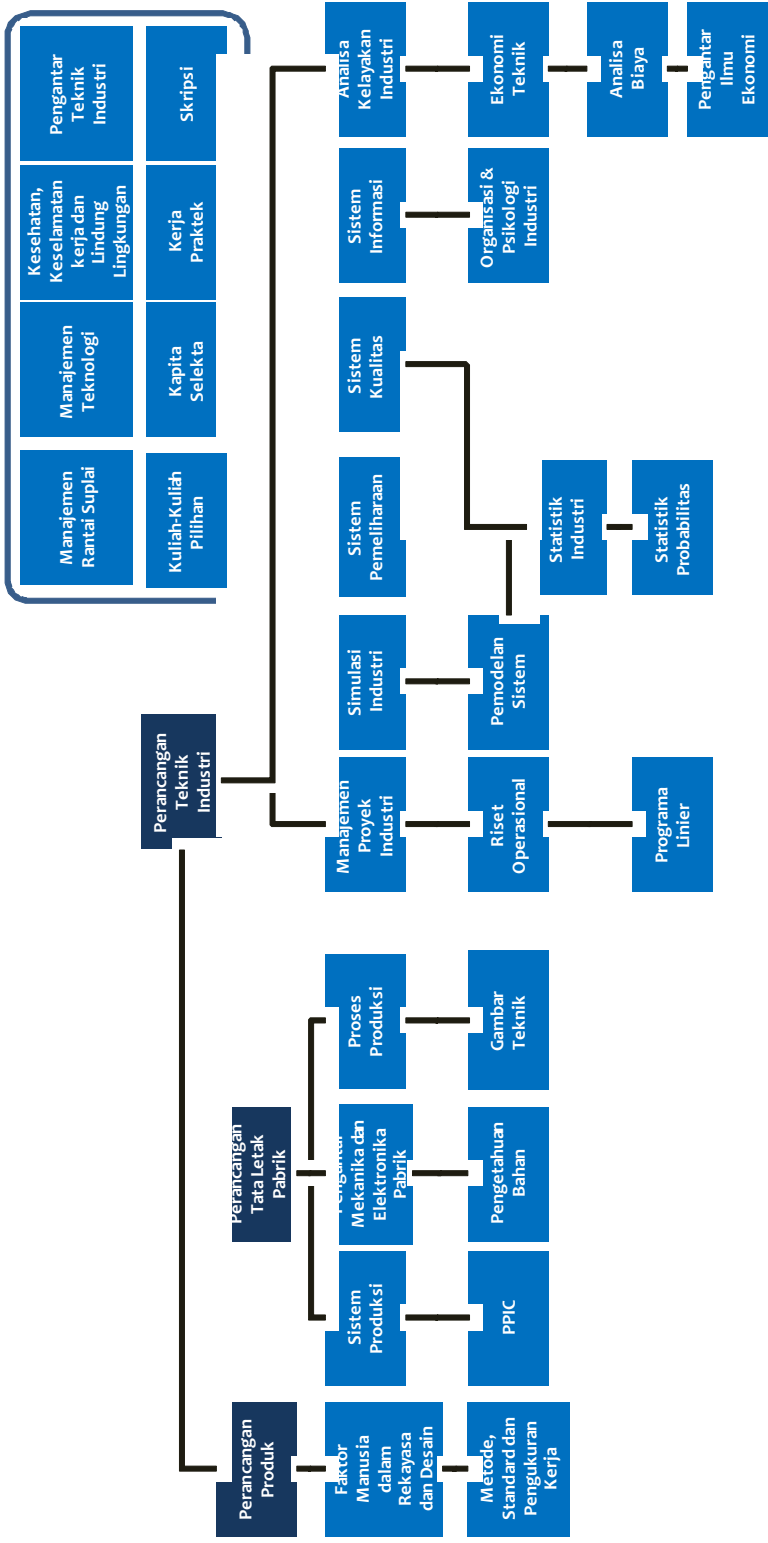 Manajemen
Rantai Suplai
Manajemen
Teknologi
Kesehatan,
Keselamatan
kerja dan
Lindung
Lingkungan
Pengantar
Teknik
Industri
Kuliah-Kuliah
Pilihan
Kapita
Selekta
Kerja
Praktek
Skripsi
Perancangan
Teknik
Industri
Perancangan
Produk
Perancangan
Tata Letak
Pabrik
Faktor
Manusia
dalam
Rekayasa
dan Desain
Sistem
Produksi
Pengantar
Mekanika dan
Elektronika
Pabrik
Proses
Produksi
Manajemen
Proyek
Industri
Simulasi
Industri
Sistem
Pemeliharaan
Sistem
Kualitas
Sistem
Informasi
Analisa
Kelayakan
Industri
Metode,
Standard dan
Pengukuran
Kerja
PPIC
Pengetahuan
Bahan
Gambar
Teknik
Riset
Operasional
Pemodelan
Sistem
Organisasi &
Psikologi
Industri
Ekonomi
Teknik
Statistik
Industri
Analisa
Biaya
Programa
Linier
Statistik
Probabilitas
Pengantar
Ilmu
Ekonomi